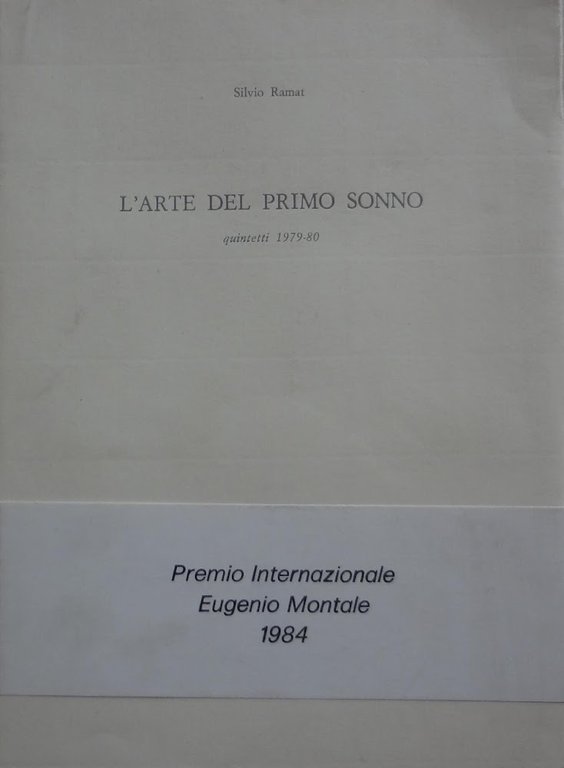 Silvio Ramat
L'ARTE DEL PRIMO SONNO
quintetti 1979-80
Premio Internazionale
Eugenio Montale
1984